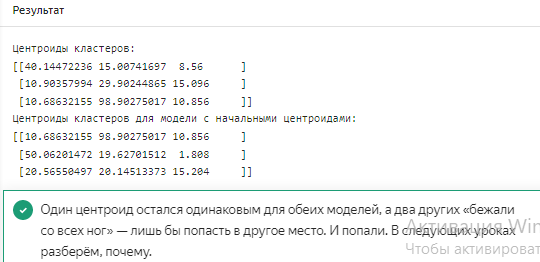 Результат
Центроиды кластеров:
[[40.14472236 15.00741697  8.56      ]
 [10.90357994 29.90244865 15.096     ]
 [10.68632155 98.90275017 10.856     ]]
Центроиды кластеров для модели с начальными центроидами:
[[10.68632155 98.90275017 10.856     ]
 [50.06201472 19.62701512  1.808     ]
 [20.56550497 20.14513373 15.204     ]]
Один центроид остался одинаковым для обеих моделей, а два других «бежали
со всех ног» — лишь бы попасть в другое место. И попали. В следующих уроках
разберём, почему.
Активация Win
Чтобы активироват